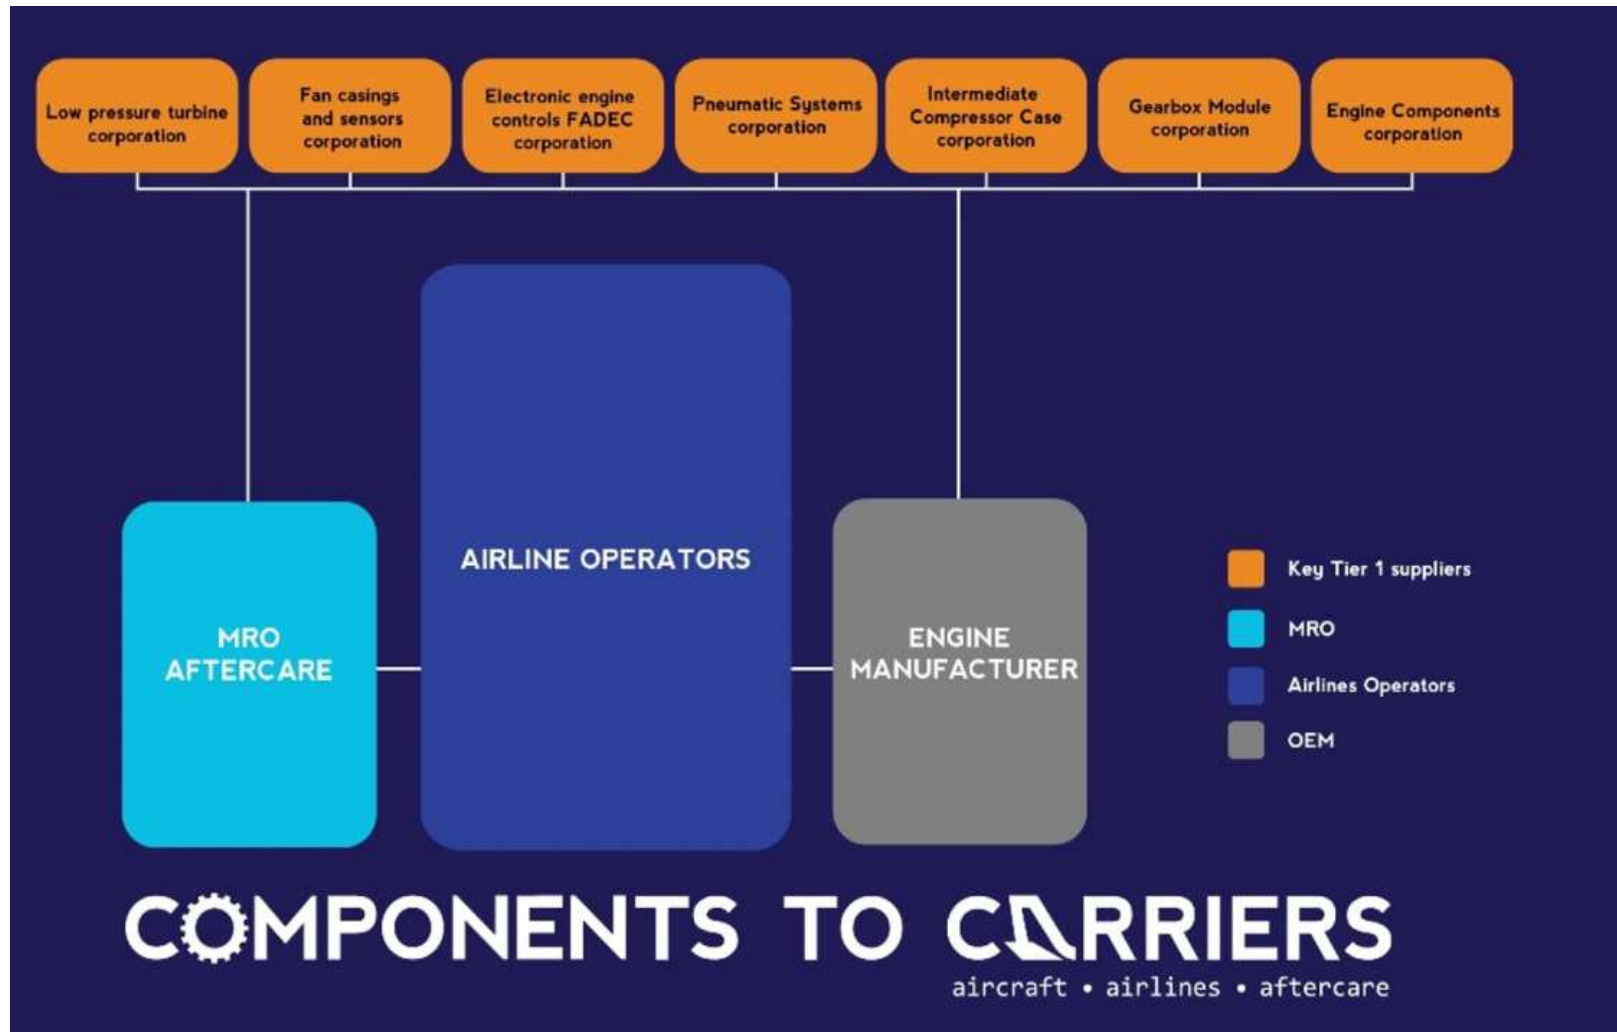 Low pressure turbine
corporation
Fan casings
and sensors
corporation
Electronic engine
controls FADEC
corporation
Pneumatic Systems
corporation
Intermediate
Compressor Case
corporation
Gearbox Module
corporation
Engine Components
corporation
AIRLINE OPERATORS
MRO
AFTERCARE
ENGINE
MANUFACTURER
Key Tier 1 suppliers
MRO
Airlines Operators
OEM
COMPONENTS TO CARRIERS
aircraft • airlines • aftercare